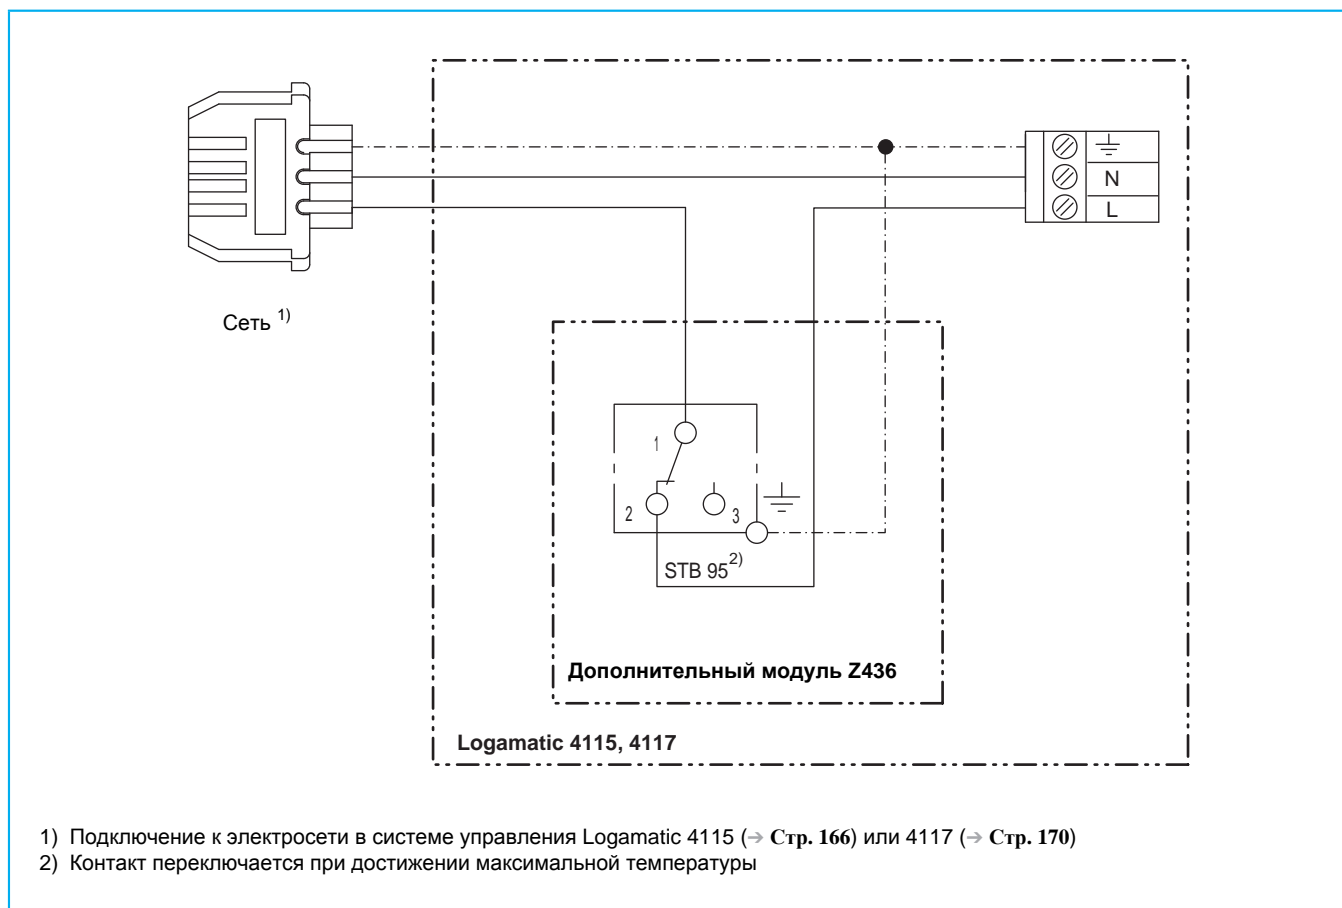 N
L
Сеть 1)
1
2
3
STB 95 2)
Дополнительный модуль Z436
Logamatic 4115, 4117
1) Подключение к электросети в системе управления Logamatic 4115 (→ Стр. 166) или 4117 (→ Стр. 170)
2) Контакт переключается при достижении максимальной температуры